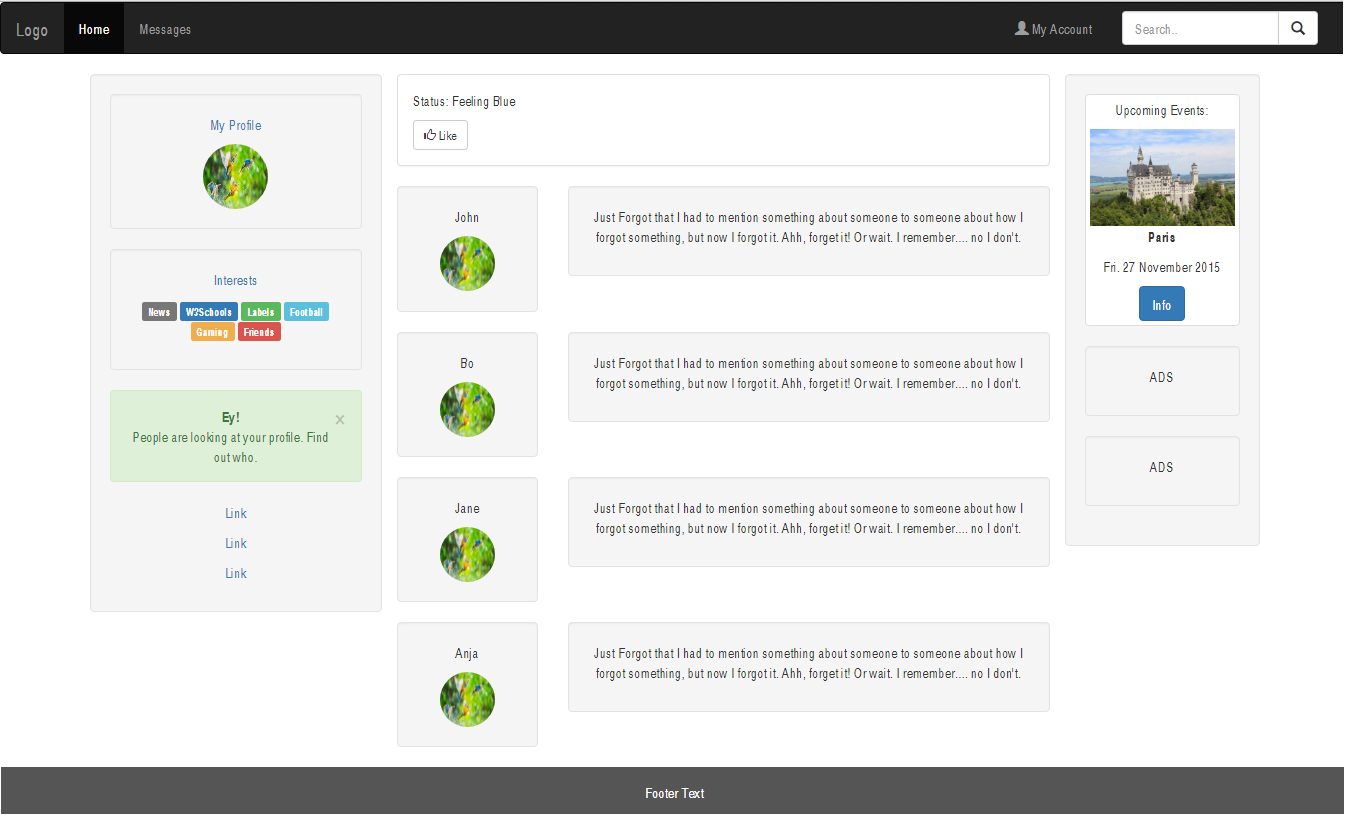 Logo
Home
Messages
My Account
Search..
My Profile
Interests
News W3Schools Labels Football
Gaming Friends
Ey!
×
People are looking at your profile. Find
out who.
Link
Link
Link
Status: Feeling Blue
Like
John
Just Forgot that I had to mention something about someone to someone about how I
forgot something, but now I forgot it. Ahh, forget it! Or wait. I remember.... no I don't.
Bo
Just Forgot that I had to mention something about someone to someone about how I
forgot something, but now I forgot it. Ahh, forget it! Or wait. I remember.... no I don't.
Jane
Just Forgot that I had to mention something about someone to someone about how I
forgot something, but now I forgot it. Ahh, forget it! Or wait. I remember.... no I don't.
Anja
Just Forgot that I had to mention something about someone to someone about how I
forgot something, but now I forgot it. Ahh, forget it! Or wait. I remember.... no I don't.
Upcoming Events:
Paris
Fri. 27 November 2015
Info
ADS
ADS
Footer Text